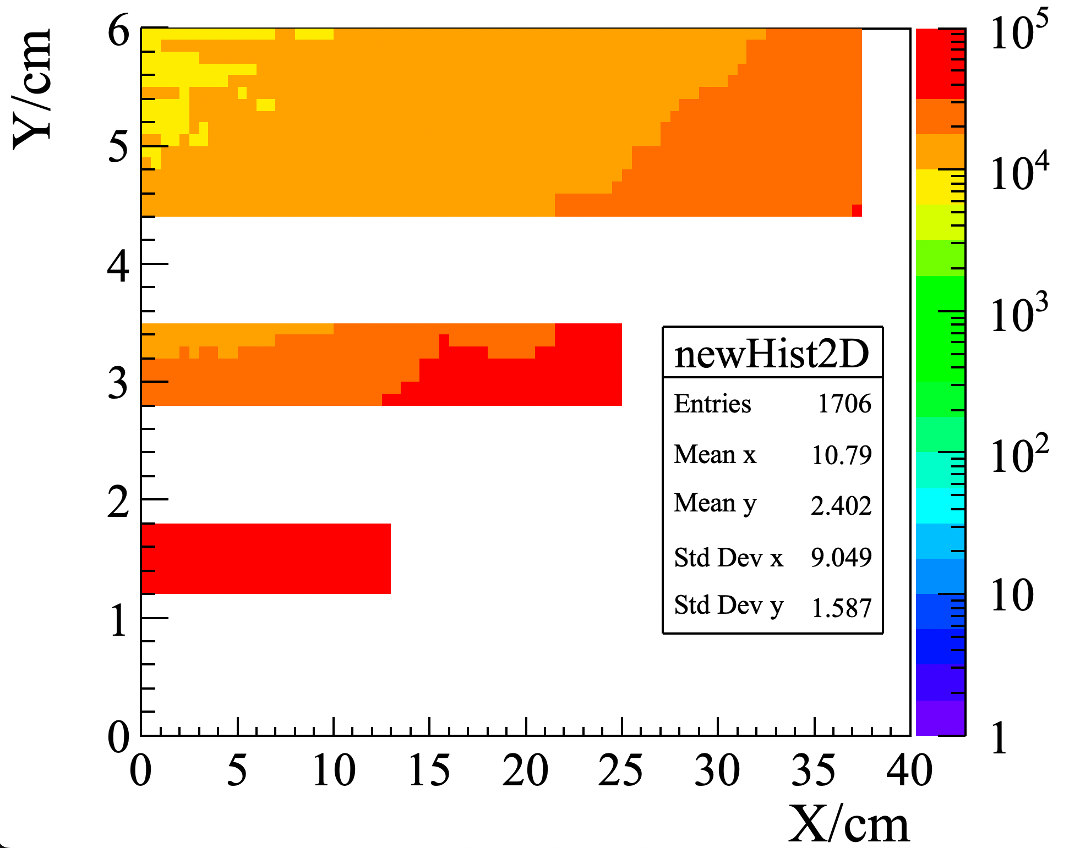 Y/cm
6
5
4
3
2
1
0
0 5 10 15 20 25 30 35 40
X/cm
newHist2D
Entries 1706
Mean x 10.79
Mean y 2.402
Std Dev x 9.049
Std Dev y 1.587
10⁵
10⁴
10³
10²
10
1